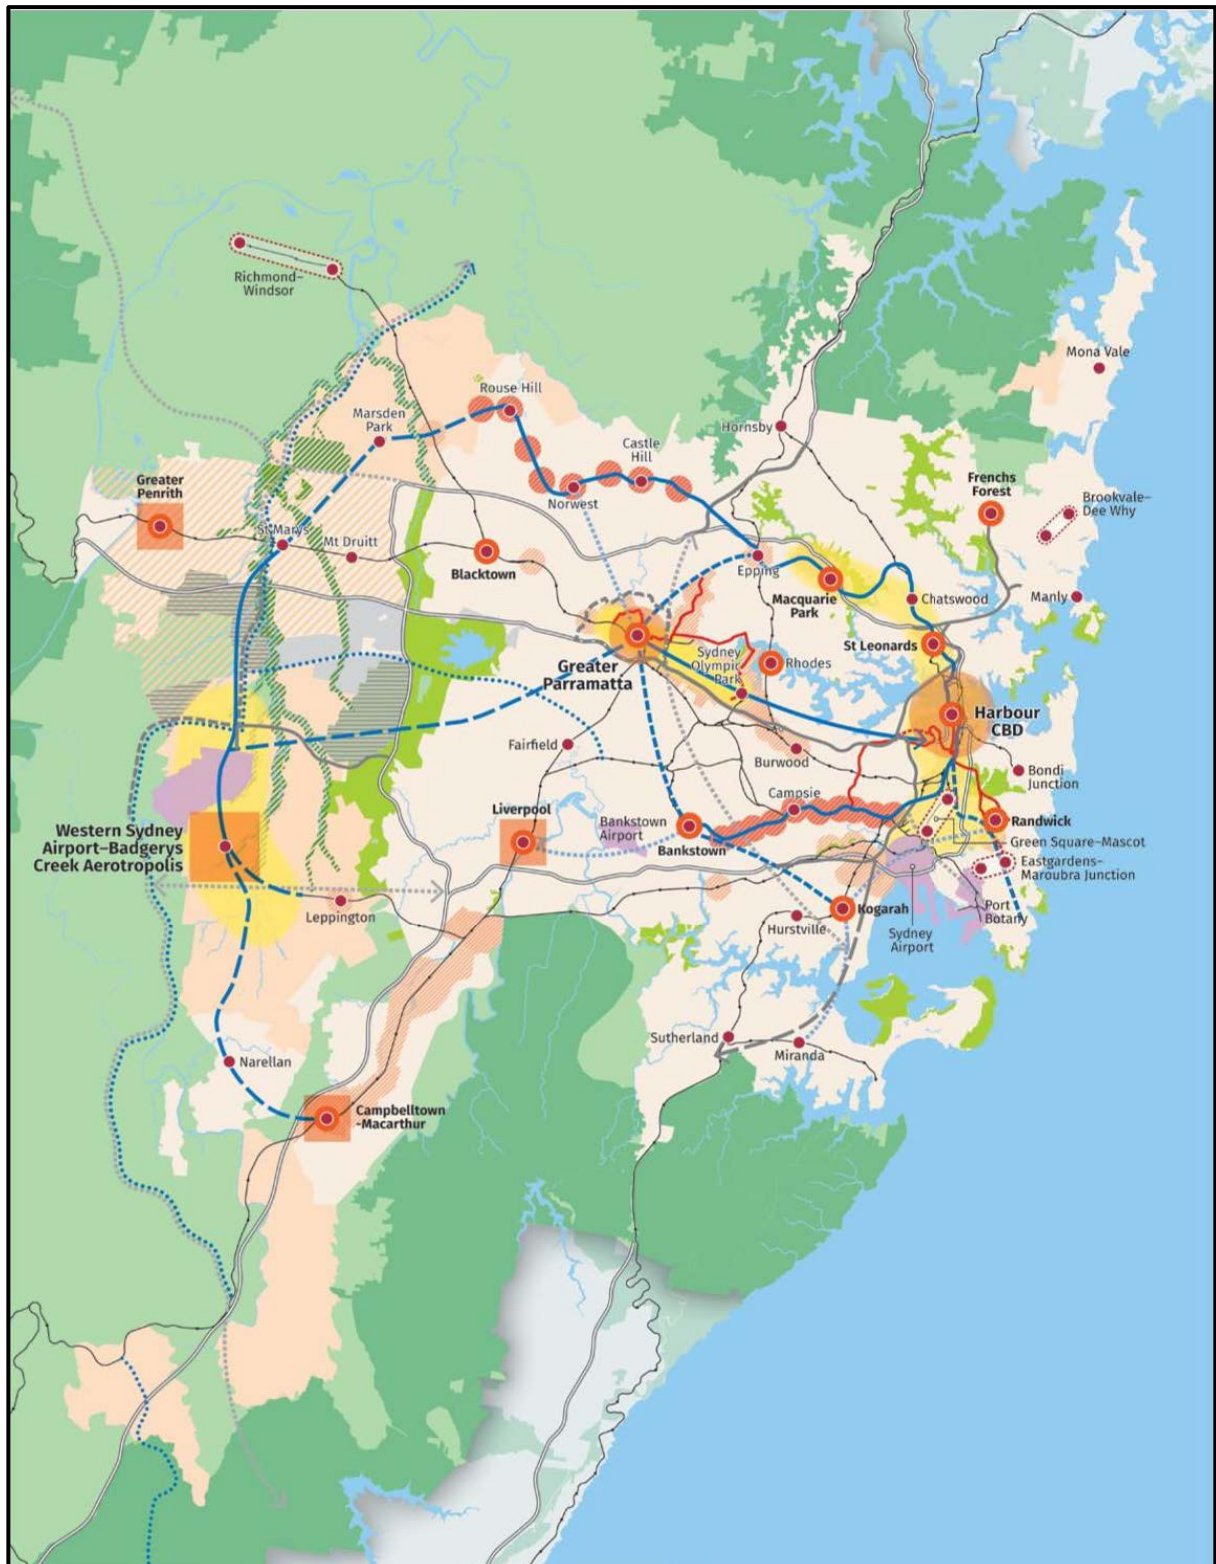 Richmond–
Windsor
Mona Vale
Rouse Hill
Marsden
Park
Hornsby
Castle
Hill
Greater
Penrith
Frenchs
Forest
Norwest
Brookvale–
Dee Why
St Marys
Mt Druitt
Blacktown
Epping
Macquarie
Park
Chatswood
Manly
St Leonards
Greater
Parramatta
Sydney
Olympic
Park
Rhodes
Harbour
CBD
Fairfield
Burwood
Bondi
Junction
Campsie
Liverpool
Bankstown
Airport
Bankstown
Randwick
Western Sydney
Airport–Badgerys
Creek Aerotropolis
Green Square–Mascot
Eastgardens–
Maroubra Junction
Leppington
Kogarah
Port
Botany
Hurstville
Sydney
Airport
Sutherland
Miranda
Narellan
Campbelltown
-Macarthur